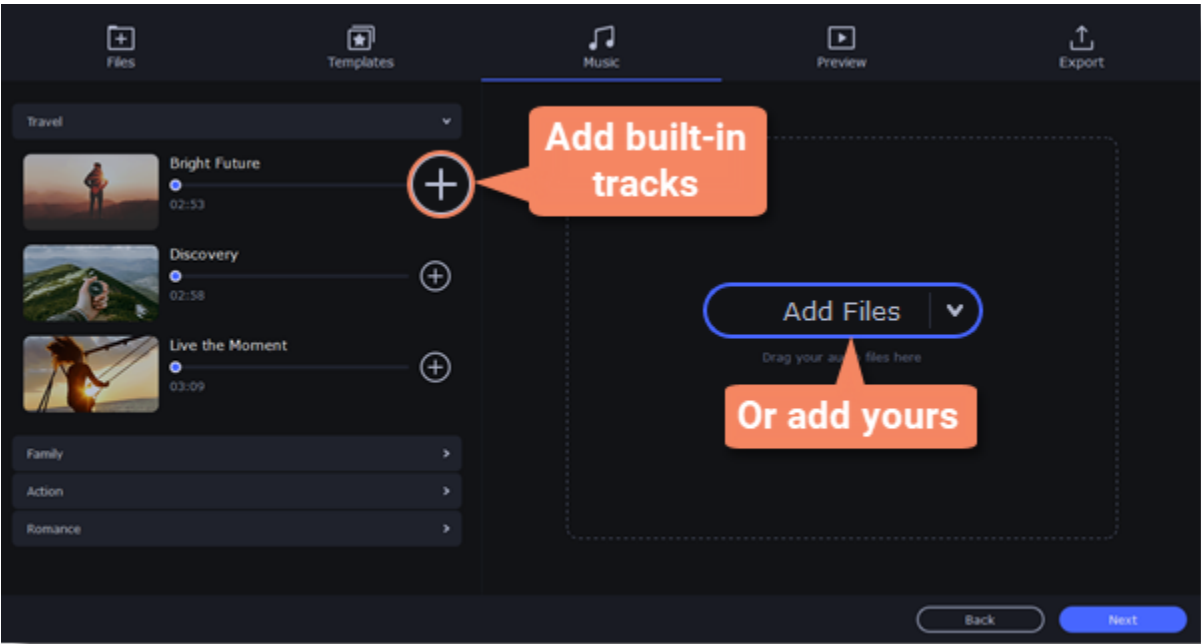 Files
Templates
Music
Preview
Export
Travel
Bright Future
02:53
Discovery
02:58
Live the Moment
03:09
Family
Action
Romance
Add built-in
tracks
Add Files
Drag your files here
Or add yours
Back
Next